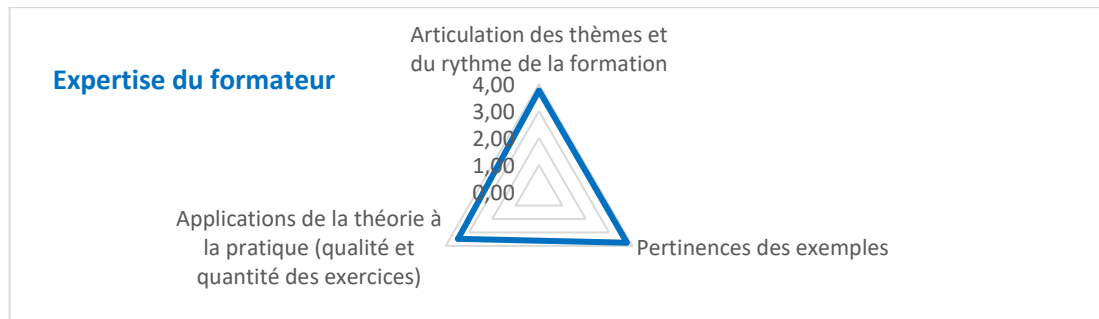 Articulation des thèmes et
du rythme de la formation
Expertise du formateur
4,00
3,00
2,00
1,00
0,00
Applications de la théorie à
la pratique (qualité et
quantité des exercices)
Pertinences des exemples